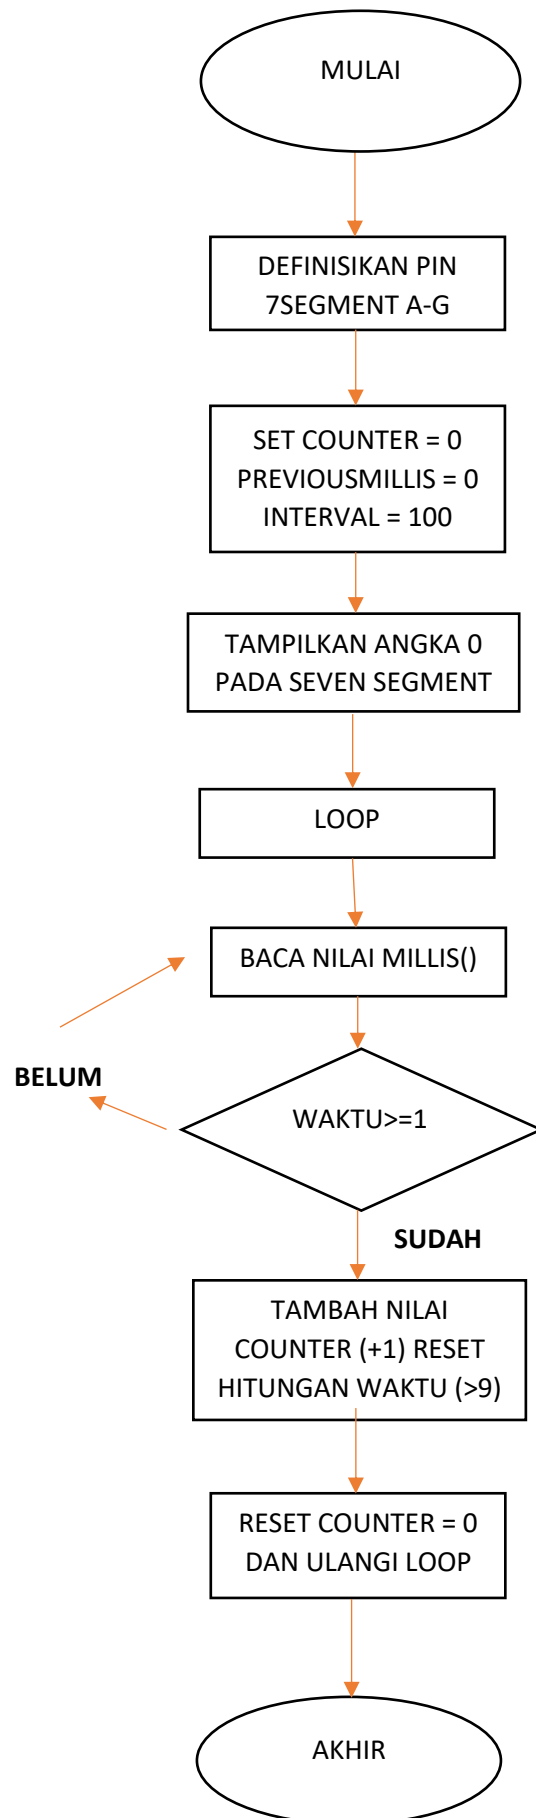 MULAI
DEFINISIKAN PIN
7SEGMENT A-G
SET COUNTER = 0
PREVIOUSMILLIS = 0
INTERVAL = 100
TAMPILKAN ANGKA 0
PADA SEVEN SEGMENT
LOOP
BACA NILAI MILLIS()
BELUM
WAKTU>=1
SUDAH
TAMBAH NILAI
COUNTER (+1) RESET
HITUNGAN WAKTU (>9)
RESET COUNTER = 0
DAN ULANGI LOOP
AKHIR